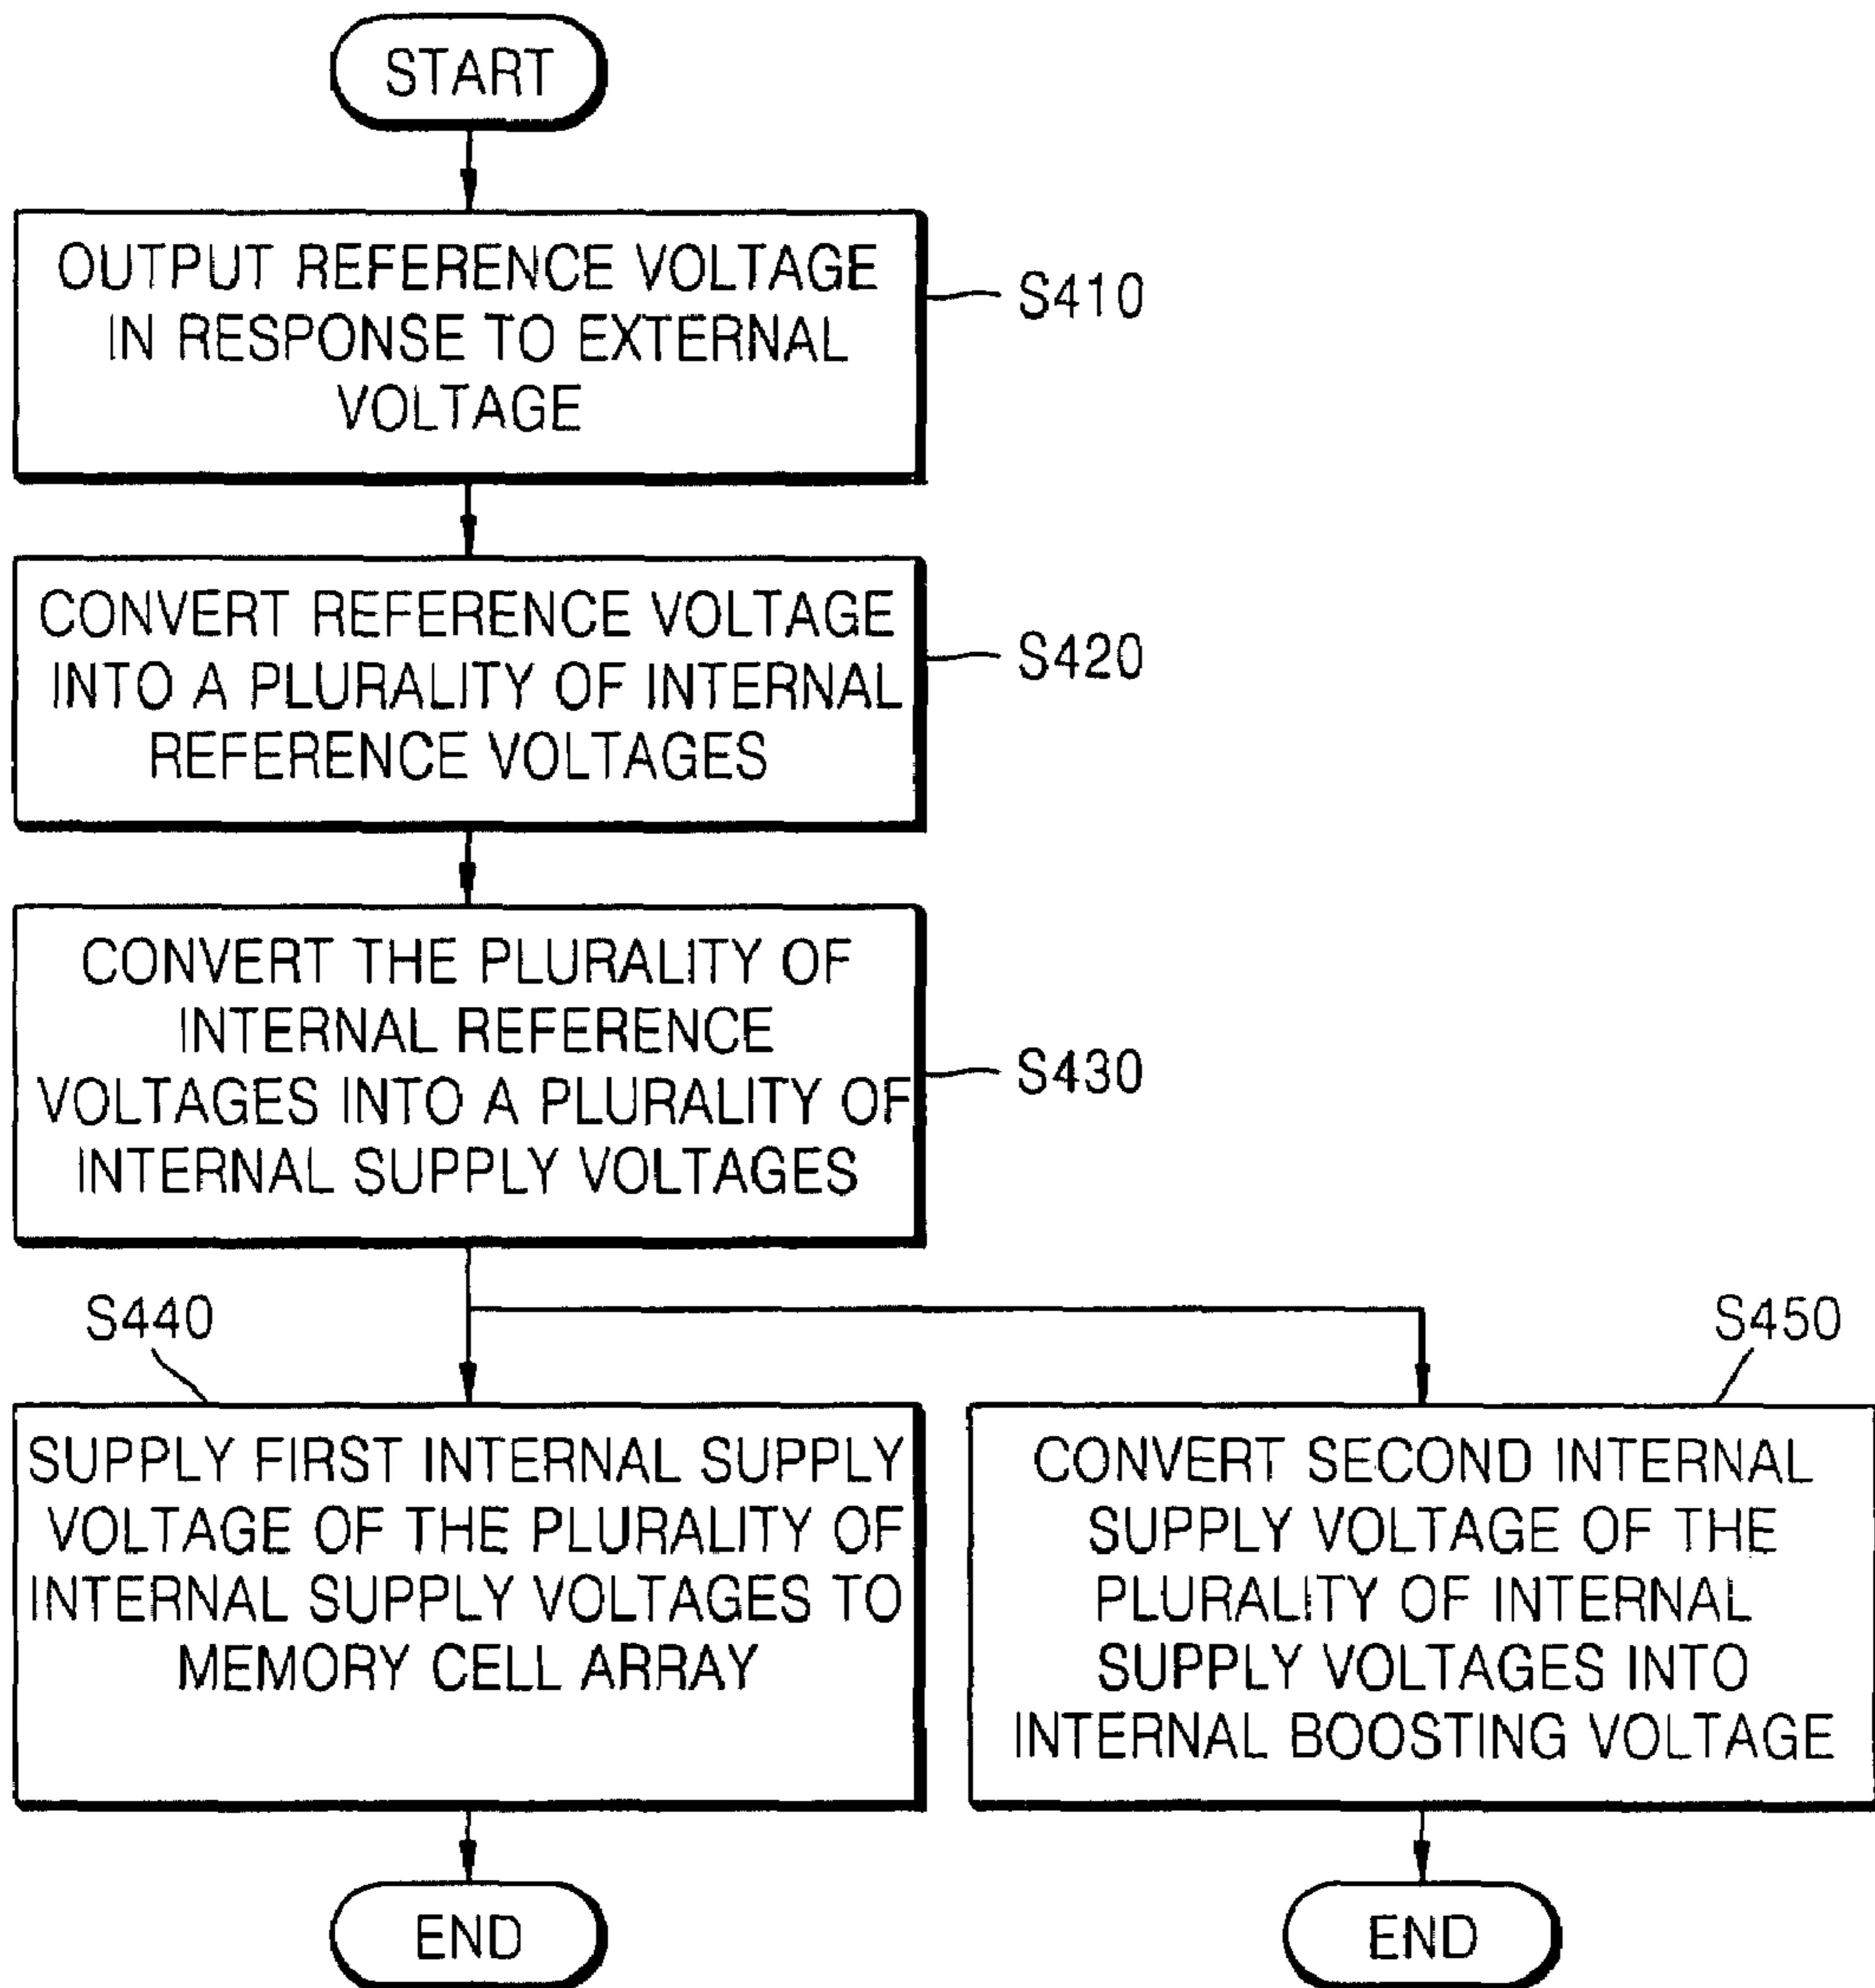 START
OUTPUT REFERENCE VOLTAGE
IN RESPONSE TO EXTERNAL
VOLTAGE
S410
CONVERT REFERENCE VOLTAGE
INTO A PLURALITY OF INTERNAL
REFERENCE VOLTAGES
S420
CONVERT THE PLURALITY OF
INTERNAL REFERENCE
VOLTAGES INTO A PLURALITY OF
INTERNAL SUPPLY VOLTAGES
S430
S440
SUPPLY FIRST INTERNAL SUPPLY
VOLTAGE OF THE PLURALITY OF
INTERNAL SUPPLY VOLTAGES TO
MEMORY CELL ARRAY
S450
CONVERT SECOND INTERNAL
SUPPLY VOLTAGE OF THE
PLURALITY OF INTERNAL
SUPPLY VOLTAGES INTO
INTERNAL BOOSTING VOLTAGE
END
END